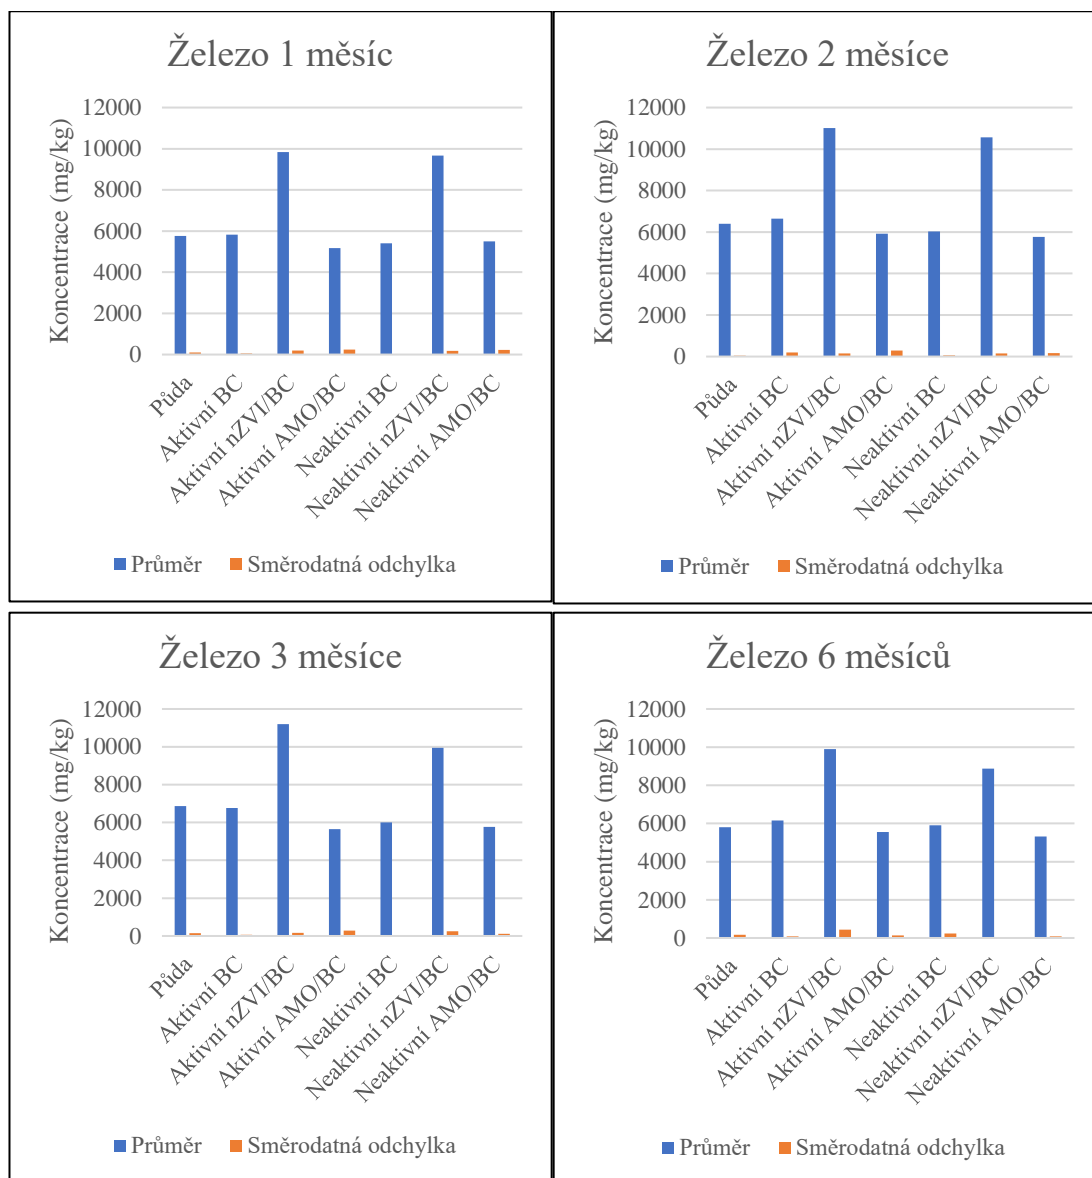 Železo 1 měsíc
Koncentrace (mg/kg)
12000
10000
8000
6000
4000
2000
0
Půda
Aktivní BC
Aktivní nZVI/BC
Aktivní AMO/BC
Neaktivní BC
Neaktivní nZVI/BC
Neaktivní AMO/BC
Průměr Směrodatná odchylka
Železo 2 měsíce
Koncentrace (mg/kg)
12000
10000
8000
6000
4000
2000
0
Půda
Aktivní BC
Aktivní nZVI/BC
Aktivní AMO/BC
Neaktivní BC
Neaktivní nZVI/BC
Neaktivní AMO/BC
Průměr Směrodatná odchylka
Železo 3 měsíce
Koncentrace (mg/kg)
12000
10000
8000
6000
4000
2000
0
Půda
Aktivní BC
Aktivní nZVI/BC
Aktivní AMO/BC
Neaktivní BC
Neaktivní nZVI/BC
Neaktivní AMO/BC
Průměr Směrodatná odchylka
Železo 6 měsíců
Koncentrace (mg/kg)
12000
10000
8000
6000
4000
2000
0
Půda
Aktivní BC
Aktivní nZVI/BC
Aktivní AMO/BC
Neaktivní BC
Neaktivní nZVI/BC
Neaktivní AMO/BC
Průměr Směrodatná odchylka